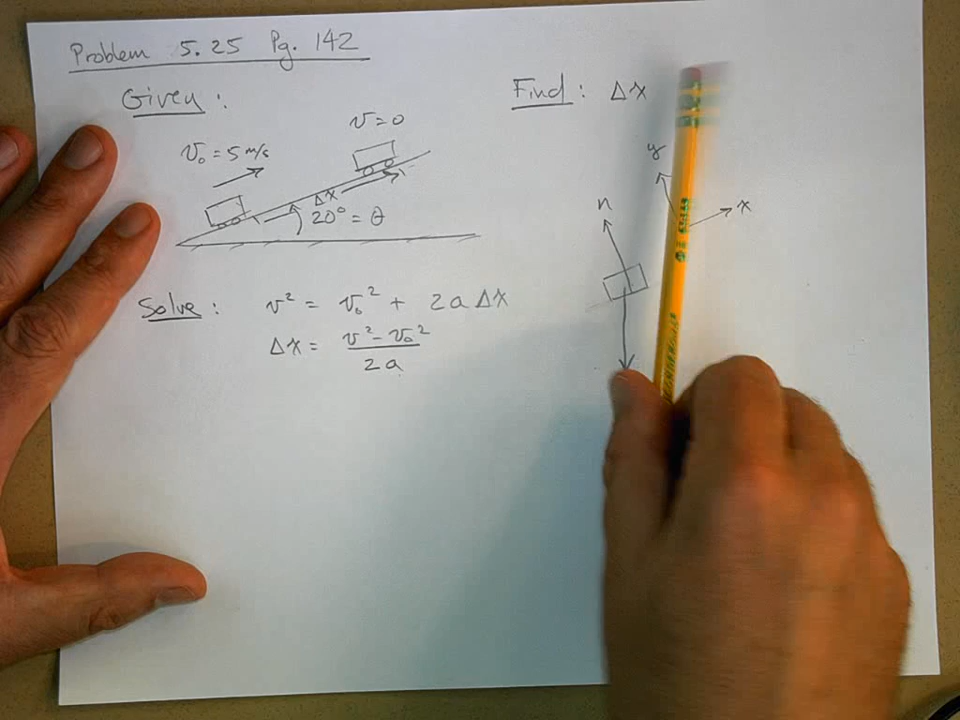 Problem 5.25 Pg. 142
Given:
Find: Δx
v=0
v₀ = 5 m/s
Δx
20° = θ
y
x
n
Solve: v² = v₀² + 2aΔx
Δx = (v² - v₀²) / 2a